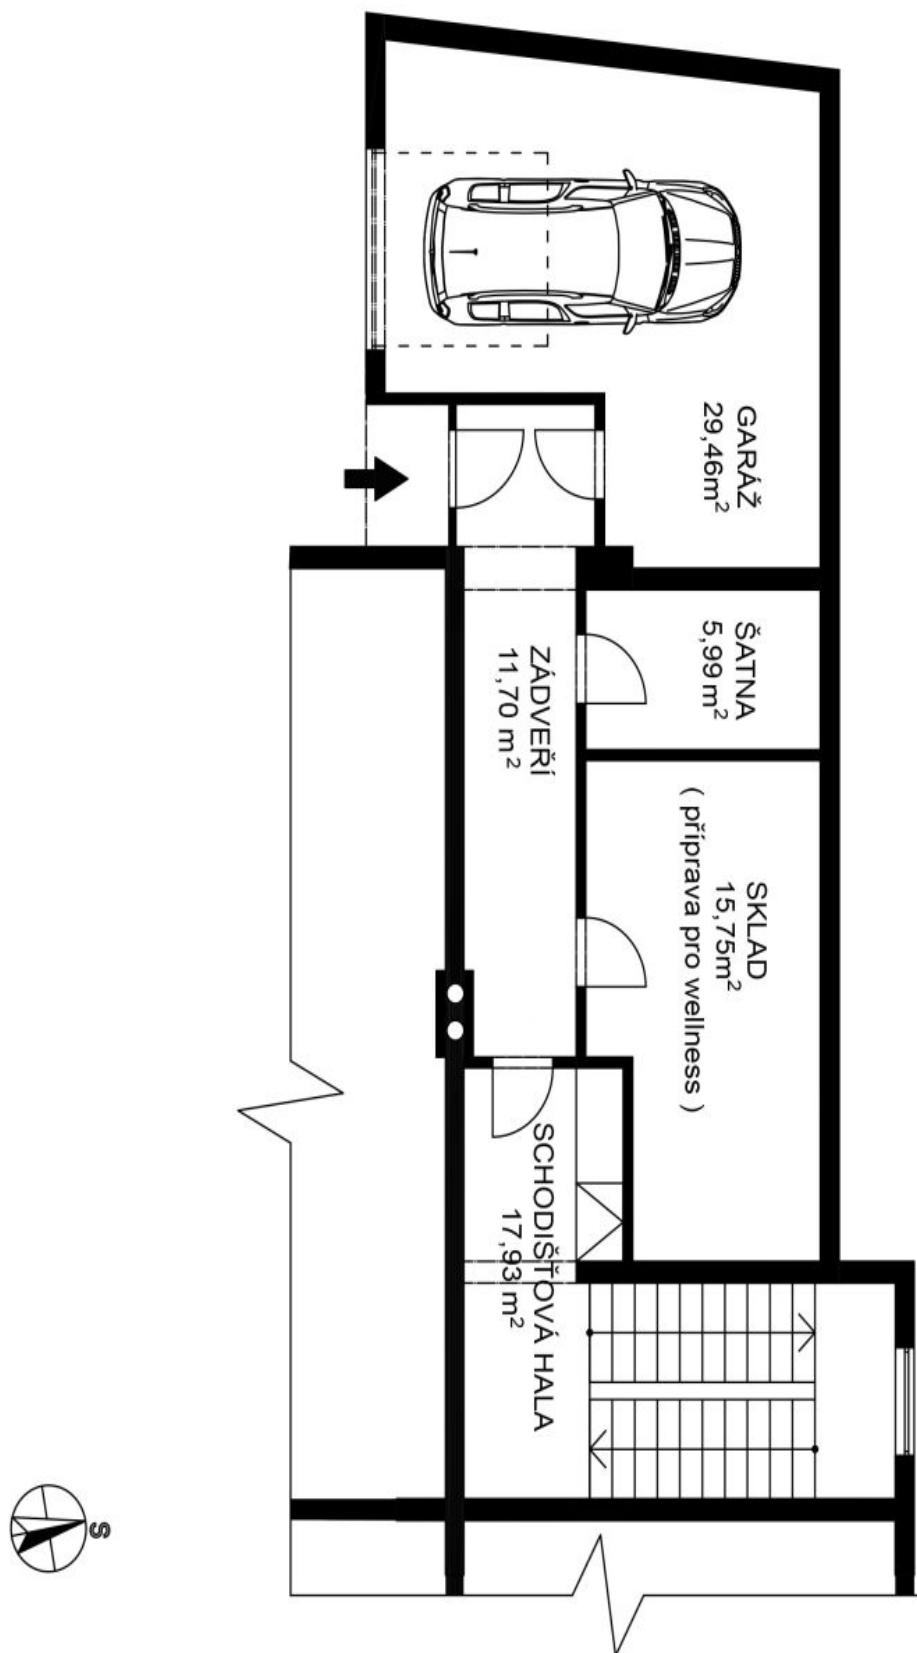 GARÁŽ
29,46m²
ŠATNA
5,99 m²
ZÁDVEŘÍ
11,70 m²
SKLAD
15,75m²
( příprava pro wellness )
SCHODIŠŤOVÁ HALA
17,93 m²
S